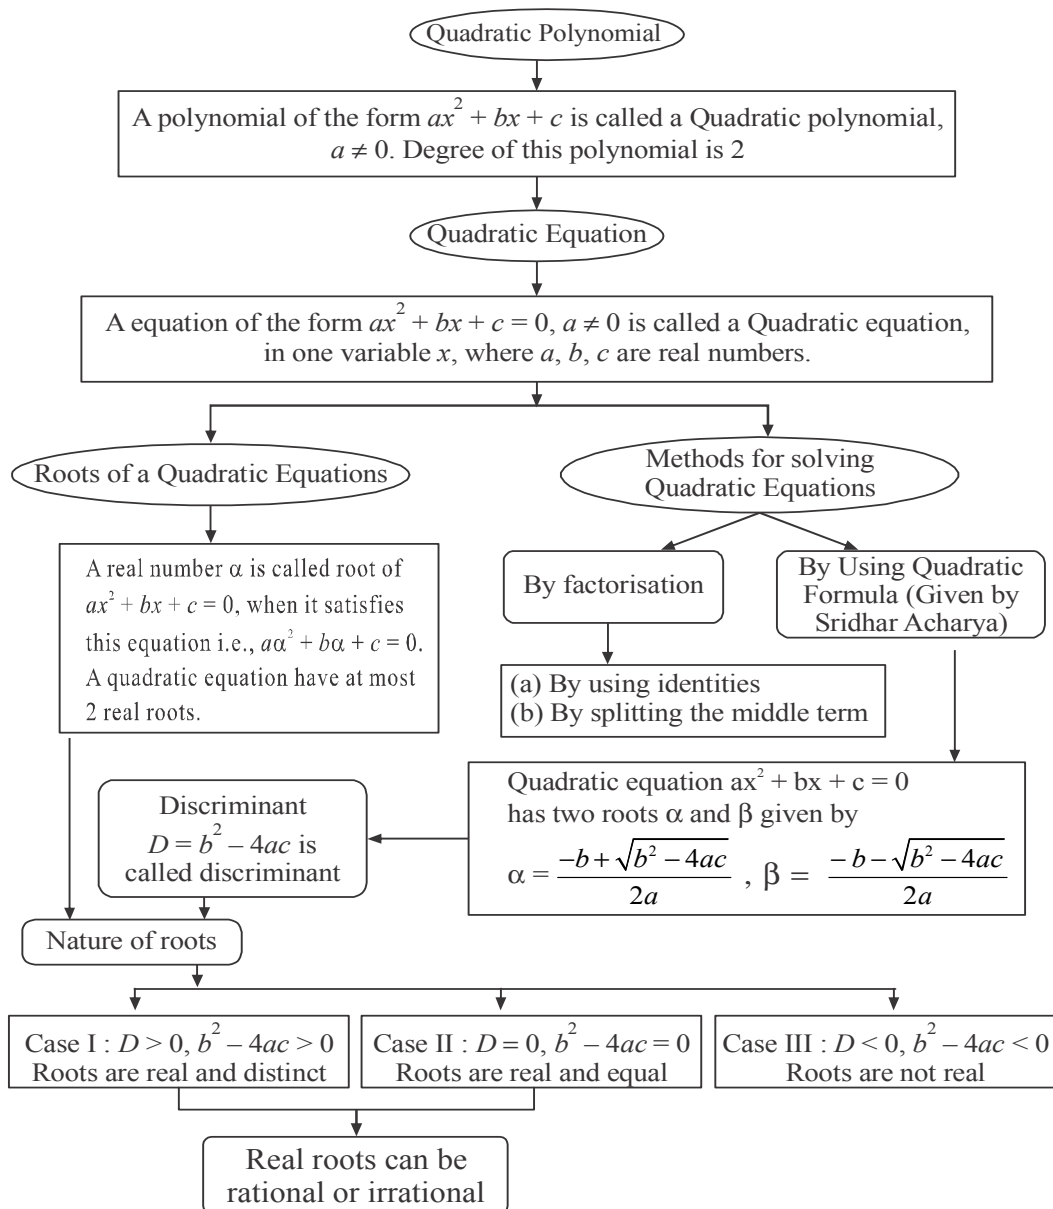 Quadratic Polynomial
A polynomial of the form ax² + bx + c is called a Quadratic polynomial,
a ≠ 0. Degree of this polynomial is 2
Quadratic Equation
A equation of the form ax² + bx + c = 0, a ≠ 0 is called a Quadratic equation,
in one variable x, where a, b, c are real numbers.
Roots of a Quadratic Equations
Methods for solving
Quadratic Equations
A real number α is called root of
ax² + bx + c = 0, when it satisfies
this equation i.e., aα² + bα + c = 0.
A quadratic equation have at most
2 real roots.
By factorisation
By Using Quadratic
Formula (Given by
Sridhar Acharya)
(a) By using identities
(b) By splitting the middle term
Quadratic equation ax² + bx + c = 0
has two roots α and β given by
α = (−b + √(b² − 4ac))/2a , β = (−b − √(b² − 4ac))/2a
Discriminant
D = b² – 4ac is
called discriminant
Nature of roots
Case I : D > 0, b² – 4ac > 0
Roots are real and distinct
Case II : D = 0, b² – 4ac = 0
Roots are real and equal
Case III : D < 0, b² – 4ac < 0
Roots are not real
Real roots can be
rational or irrational